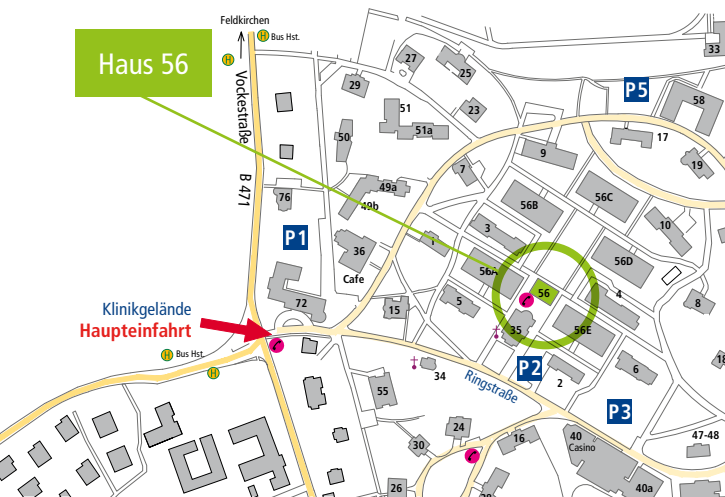 Feldkirchen
H Bus Hst.
H
Haus 56
Vockestraße
B 471
27
25
29
33
P5
58
51
51a
23
50
17
9
19
7
49a
49b
76
56B
56C
P1
36
1
3
10
56D
Cafe
56A
56
4
72
15
5
8
Klinikgelände
Haupteinfahrt
35
56E
H Bus Hst.
H
34
P2
2
6
18
Ringstraße
55
P3
24
30
16
40
Casino
47-48
26
28
40a